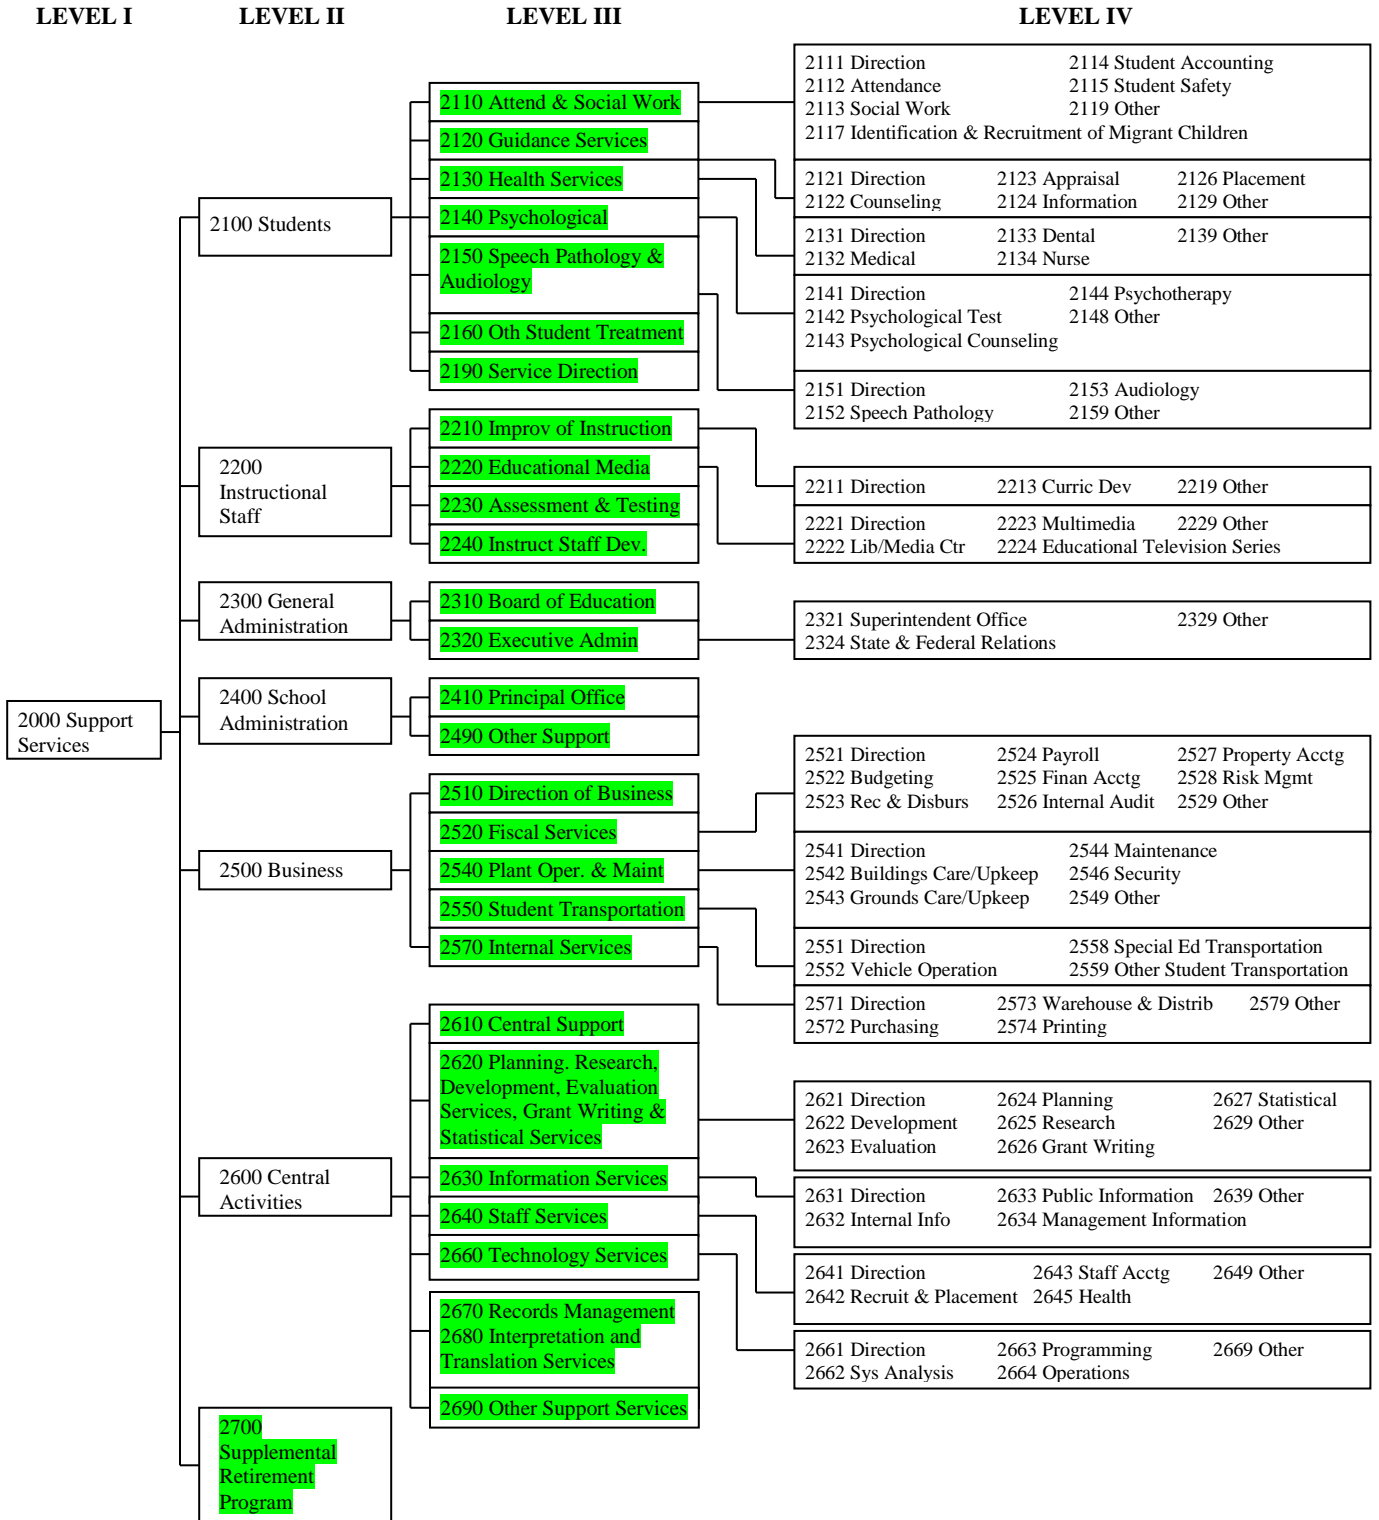 LEVEL I
LEVEL II
LEVEL III
LEVEL IV
2000 Support
Services
2100 Students
2110 Attend & Social Work
2120 Guidance Services
2130 Health Services
2140 Psychological
2150 Speech Pathology &
Audiology
2160 Oth Student Treatment
2190 Service Direction
2111 Direction 2114 Student Accounting
2112 Attendance 2115 Student Safety
2113 Social Work 2119 Other
2117 Identification & Recruitment of Migrant Children
2121 Direction 2123 Appraisal 2126 Placement
2122 Counseling 2124 Information 2129 Other
2131 Direction 2133 Dental 2139 Other
2132 Medical 2134 Nurse
2141 Direction 2144 Psychotherapy
2142 Psychological Test 2148 Other
2143 Psychological Counseling
2151 Direction 2153 Audiology
2152 Speech Pathology 2159 Other
2200
Instructional
Staff
2210 Improv of Instruction
2220 Educational Media
2230 Assessment & Testing
2240 Instruct Staff Dev.
2211 Direction 2213 Curric Dev 2219 Other
2221 Direction 2223 Multimedia 2229 Other
2222 Lib/Media Ctr 2224 Educational Television Series
2300 General
Administration
2310 Board of Education
2320 Executive Admin
2321 Superintendent Office 2329 Other
2324 State & Federal Relations
2400 School
Administration
2410 Principal Office
2490 Other Support
2500 Business
2510 Direction of Business
2520 Fiscal Services
2540 Plant Oper. & Maint
2550 Student Transportation
2570 Internal Services
2521 Direction 2524 Payroll 2527 Property Acctg
2522 Budgeting 2525 Finan Acctg 2528 Risk Mgmt
2523 Rec & Disburs 2526 Internal Audit 2529 Other
2541 Direction 2544 Maintenance
2542 Buildings Care/Upkeep 2546 Security
2543 Grounds Care/Upkeep 2549 Other
2551 Direction 2558 Special Ed Transportation
2552 Vehicle Operation 2559 Other Student Transportation
2571 Direction 2573 Warehouse & Distrib 2579 Other
2572 Purchasing 2574 Printing
2600 Central
Activities
2610 Central Support
2620 Planning. Research,
Development, Evaluation
Services, Grant Writing &
Statistical Services
2630 Information Services
2640 Staff Services
2660 Technology Services
2670 Records Management
2680 Interpretation and
Translation Services
2690 Other Support Services
2621 Direction 2624 Planning 2627 Statistical
2622 Development 2625 Research 2629 Other
2623 Evaluation 2626 Grant Writing
2631 Direction 2633 Public Information 2639 Other
2632 Internal Info 2634 Management Information
2641 Direction 2643 Staff Acctg 2649 Other
2642 Recruit & Placement 2645 Health
2661 Direction 2663 Programming 2669 Other
2662 Sys Analysis 2664 Operations
2700
Supplemental
Retirement
Program